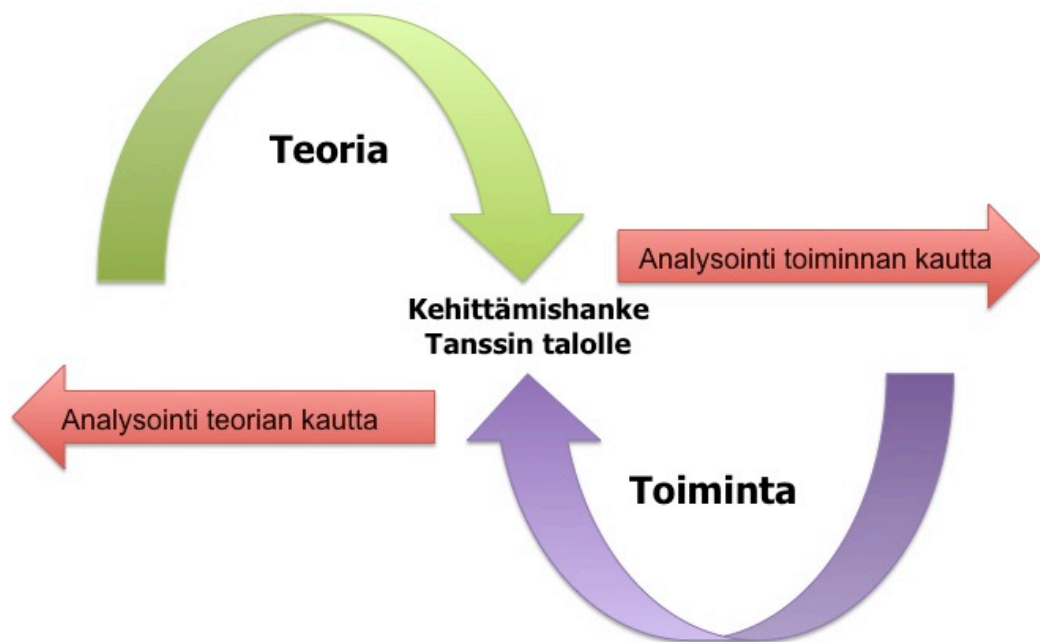 Teoria
Analysointi toiminnan kautta
Kehittämishanke
Tanssin talolle
Analysointi teorian kautta
Toiminta